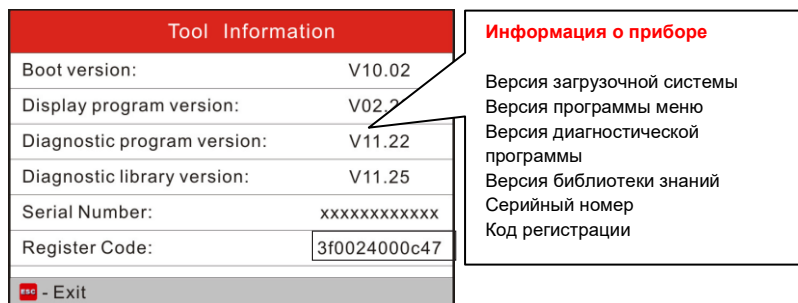 Tool Information
Boot version: V10.02
Display program version: V02.2
Diagnostic program version: V11.22
Diagnostic library version: V11.25
Serial Number: xxxxxxxxxxxx
Register Code: 3f0024000c47
ESC - Exit
Информация о приборе
Версия загрузочной системы
Версия программы меню
Версия диагностической
программы
Версия библиотеки знаний
Серийный номер
Код регистрации